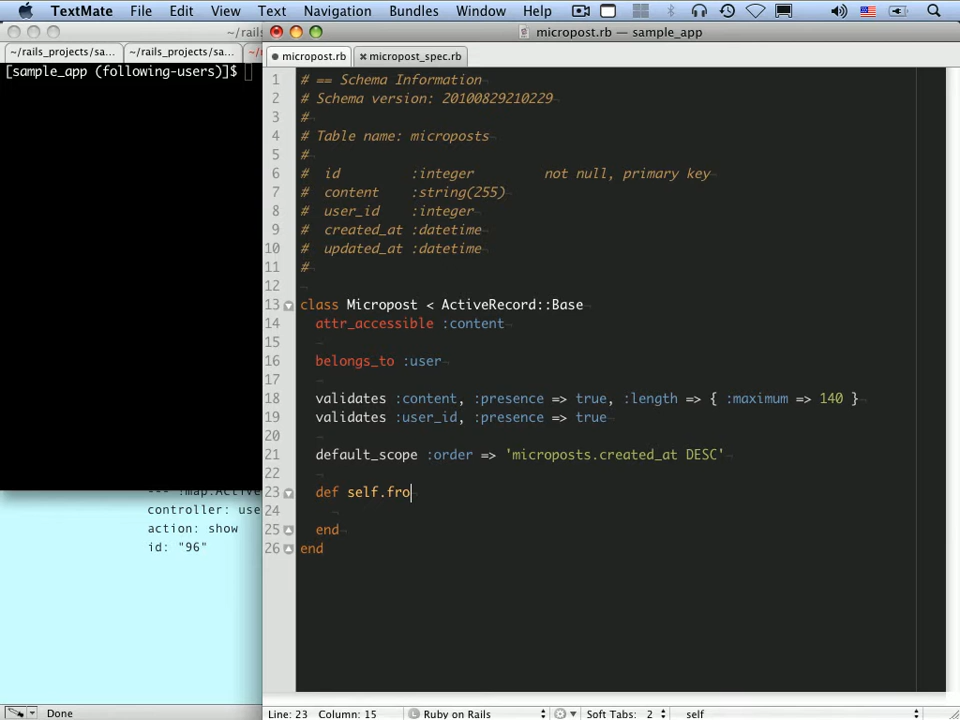 TextMate File Edit View Text Navigation Bundles Window Help
~/rails
micropost.rb — sample_app
~/rails_projects/sa... ~/rails_projects/sa...
micropost.rb micropost_spec.rb
[sample_app (following-users)]$
1 # == Schema Information
2 # Schema version: 20100829210229
3 #
4 # Table name: microposts
5 #
6 # id :integer not null, primary key
7 # content :string(255)
8 # user_id :integer
9 # created_at :datetime
10 # updated_at :datetime
11 #
12
13 class Micropost < ActiveRecord::Base
14 attr_accessible :content
15
16 belongs_to :user
17
18 validates :content, :presence => true, :length => { :maximum => 140 }
19 validates :user_id, :presence => true
20
21 default_scope :order => 'microposts.created_at DESC'
22
23 def self.fro
24
25 end
26 end
--- !map:Active
controller: use
action: show
id: "96"
Done
Line: 23 Column: 15 Ruby on Rails Soft Tabs: 2 self